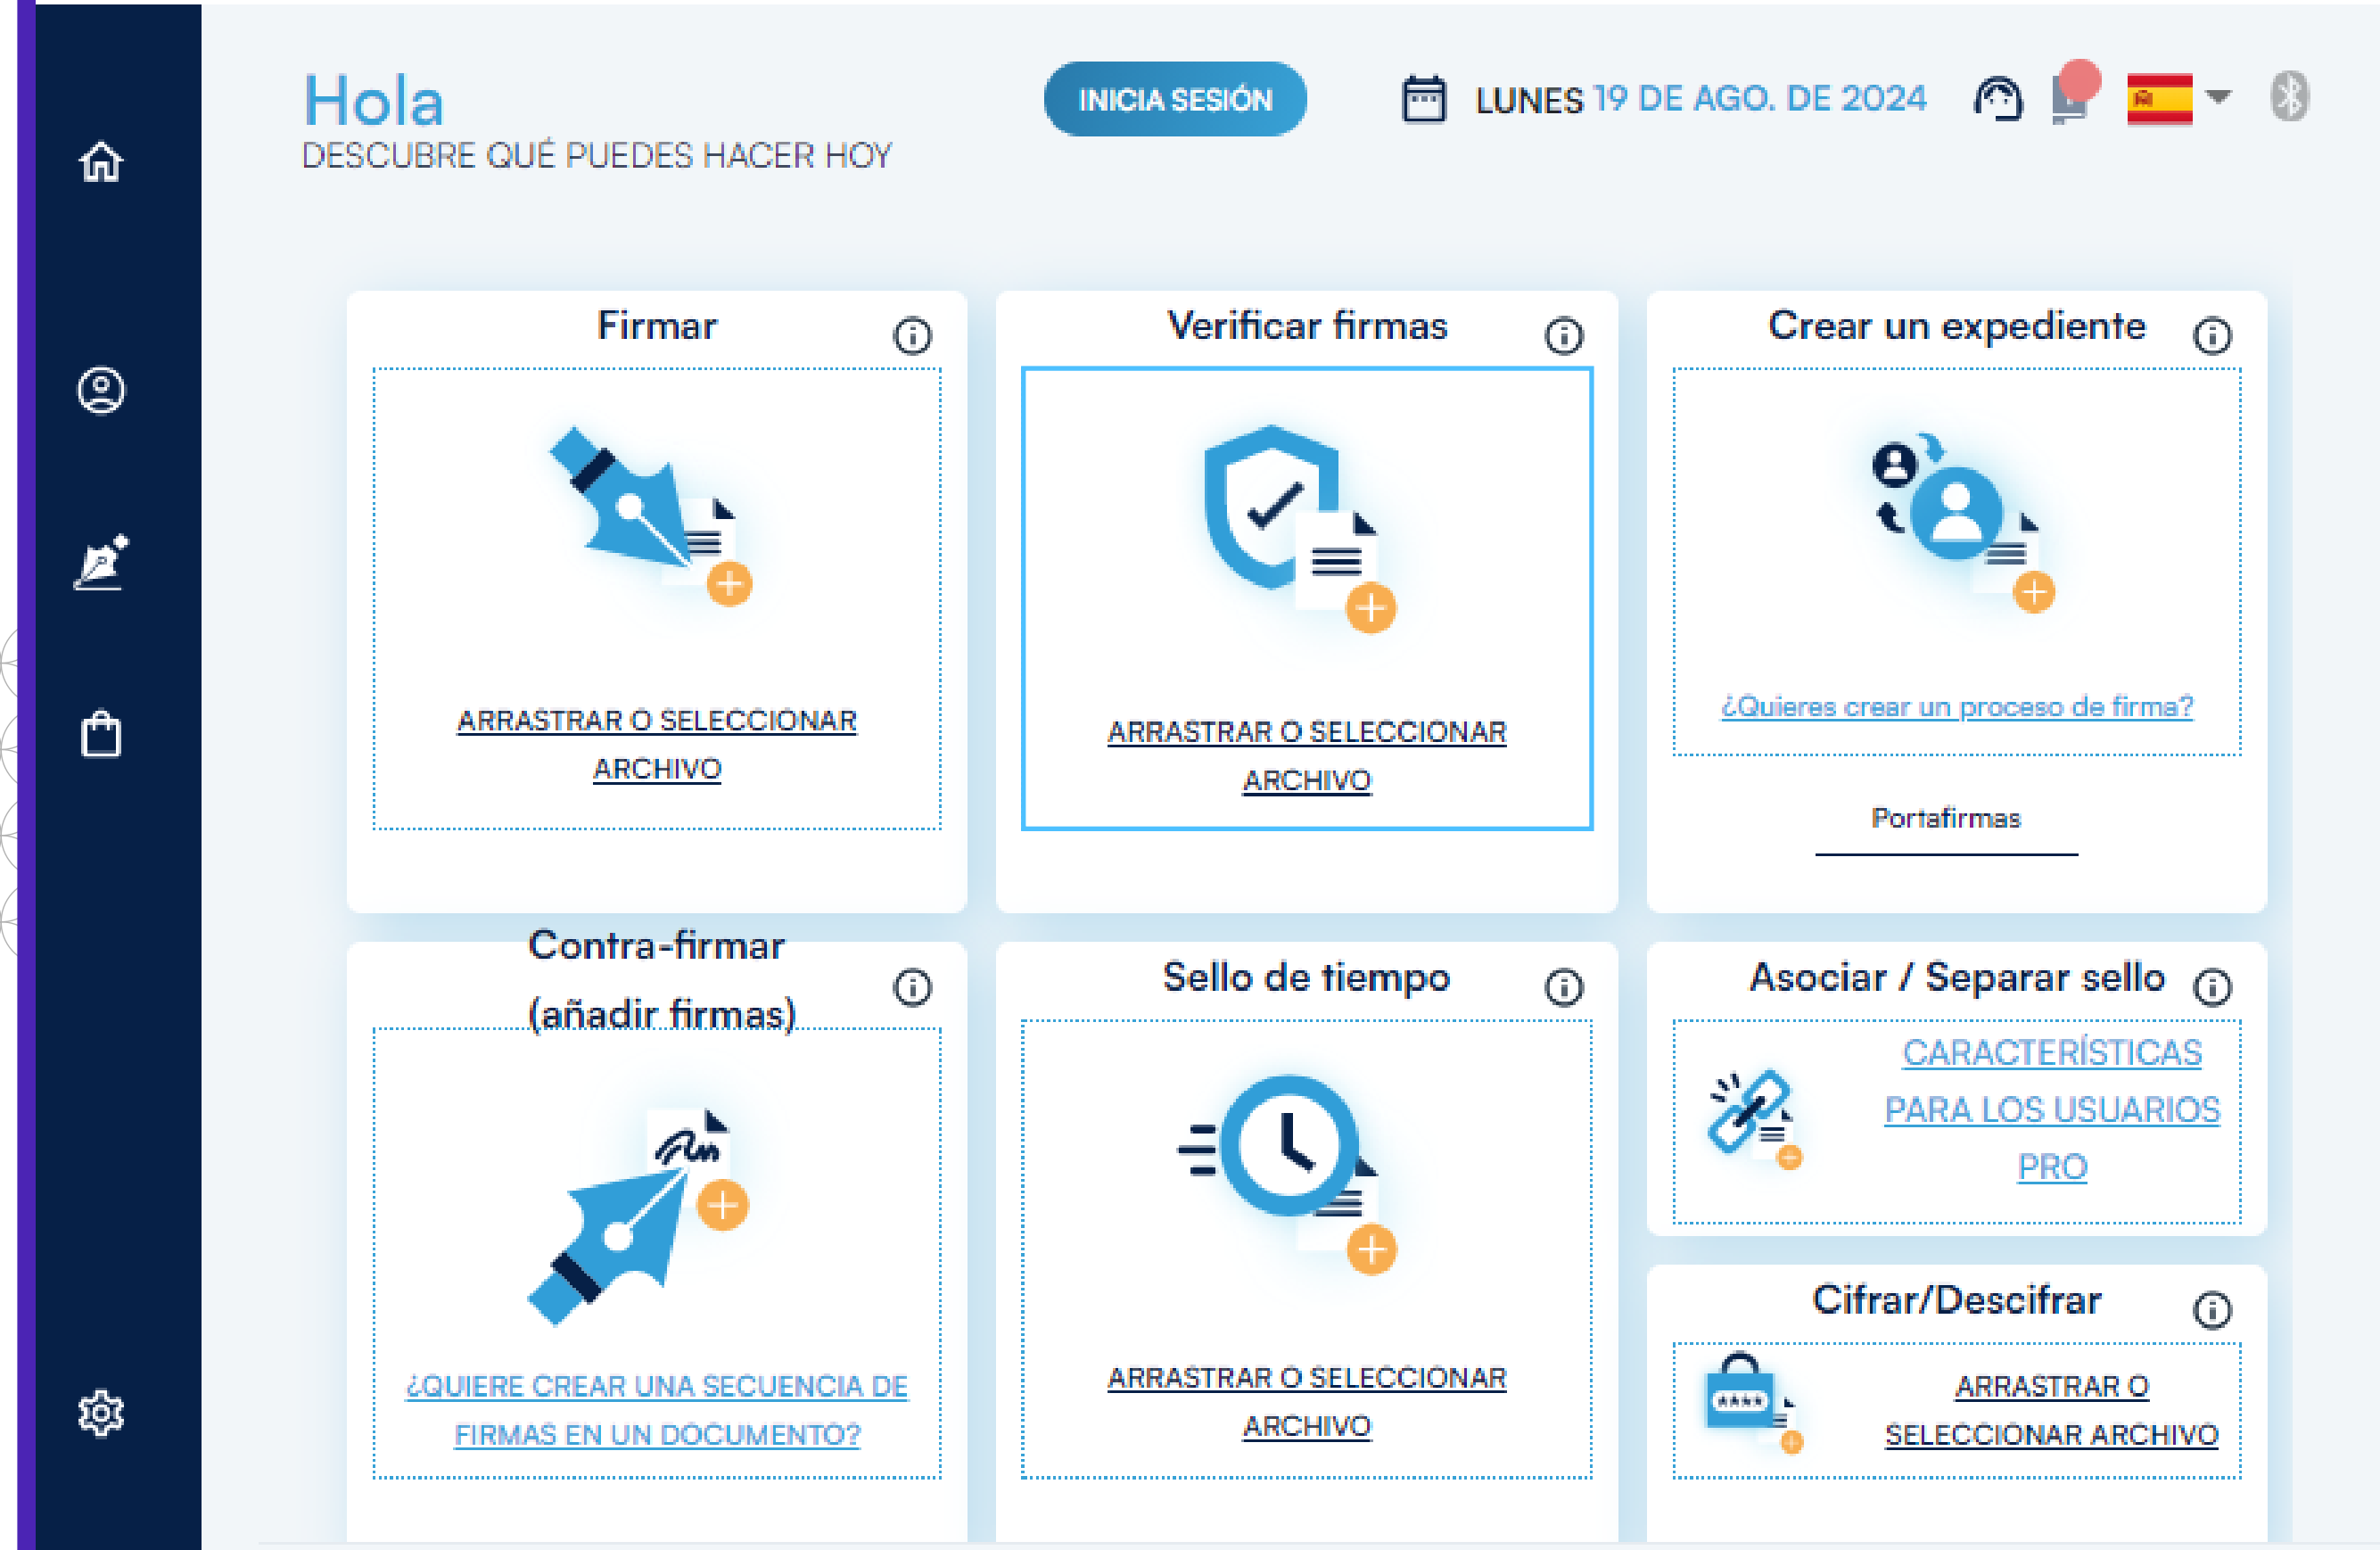 Hola
DESCUBRE QUÉ PUEDES HACER HOY
INICIA SESIÓN
LUNES 19 DE AGO. DE 2024
Firmar
ARRASTRAR O SELECCIONAR
ARCHIVO
Verificar firmas
ARRASTRAR O SELECCIONAR
ARCHIVO
Crear un expediente
¿Quieres crear un proceso de firma?
Portafirmas
Contra-firmar
(añadir firmas)
¿QUIERE CREAR UNA SECUENCIA DE
FIRMAS EN UN DOCUMENTO?
Sello de tiempo
ARRASTRAR O SELECCIONAR
ARCHIVO
Asociar / Separar sello
CARACTERÍSTICAS
PARA LOS USUARIOS
PRO
Cifrar/Descifrar
ARRASTRAR O
SELECCIONAR ARCHIVO